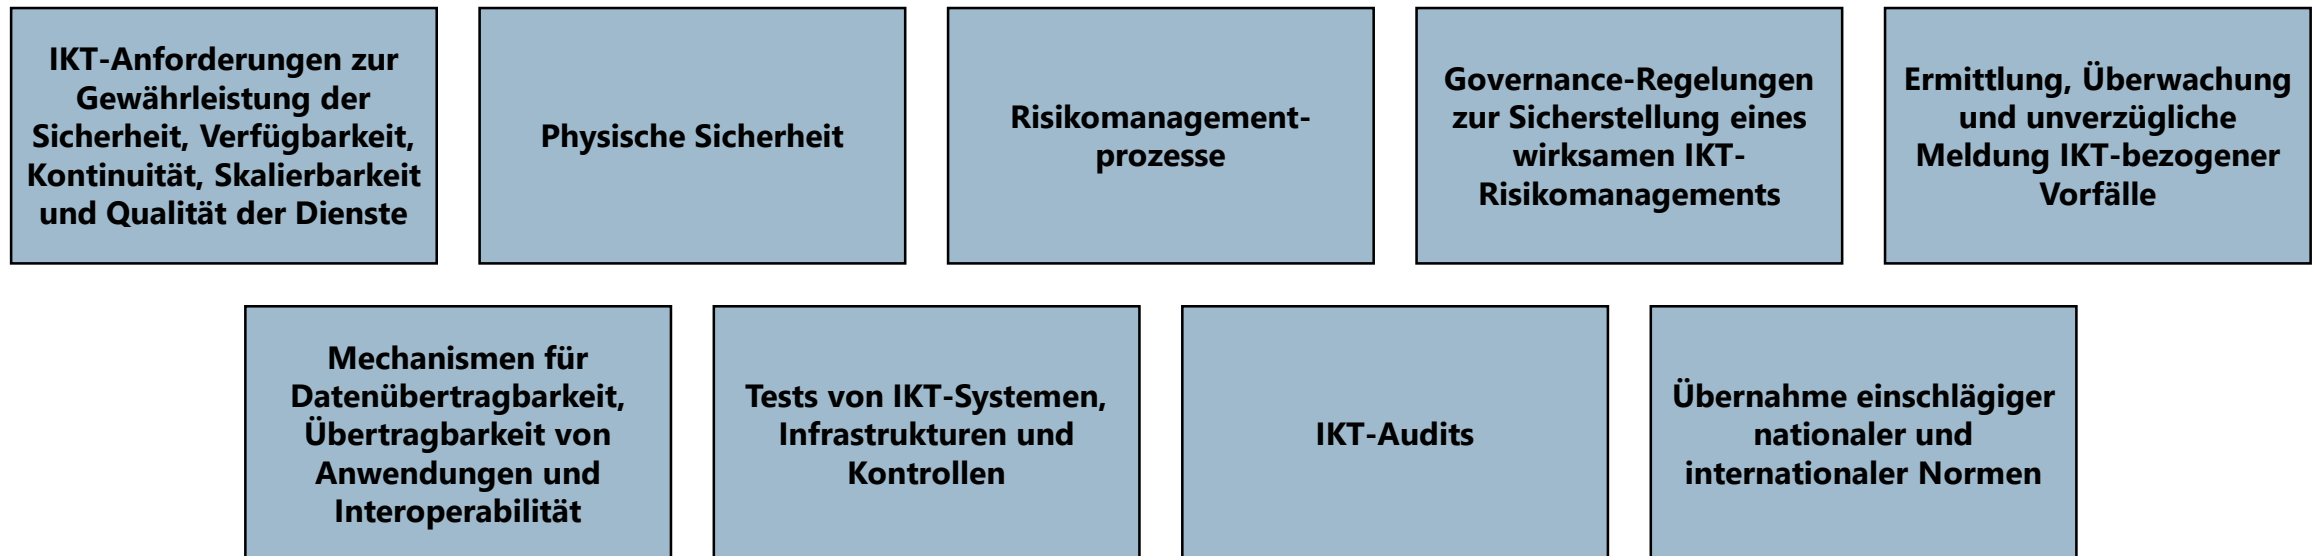 IKT-Anforderungen zur
Gewährleistung der
Sicherheit, Verfügbarkeit,
Kontinuität, Skalierbarkeit
und Qualität der Dienste
Physische Sicherheit
Risikomanagement-
prozesse
Governance-Regelungen
zur Sicherstellung eines
wirksamen IKT-
Risikomanagements
Ermittlung, Überwachung
und unverzügliche
Meldung IKT-bezogener
Vorfälle
Mechanismen für
Datenübertragbarkeit,
Übertragbarkeit von
Anwendungen und
Interoperabilität
Tests von IKT-Systemen,
Infrastrukturen und
Kontrollen
IKT-Audits
Übernahme einschlägiger
nationaler und
internationaler Normen